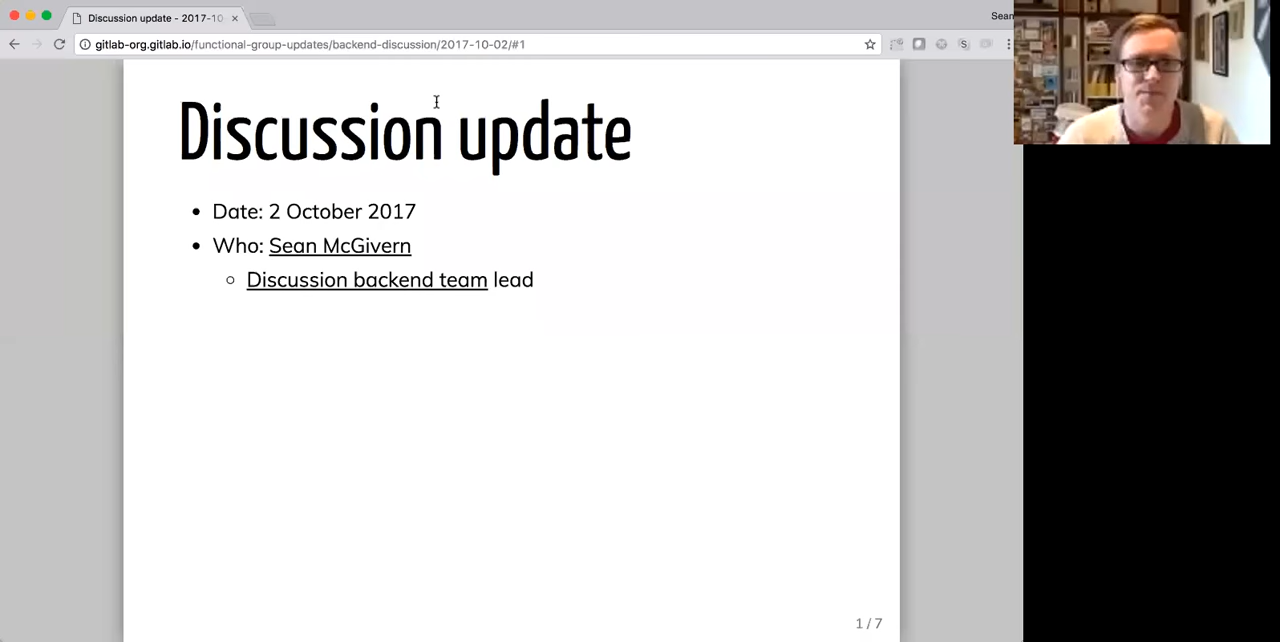 Discussion update - 2017-10
Sean
gitlab-org.gitlab.io/functional-group-updates/backend-discussion/2017-10-02/#1
Discussion update
Date: 2 October 2017
Who: Sean McGivern
Discussion backend team lead
1 / 7